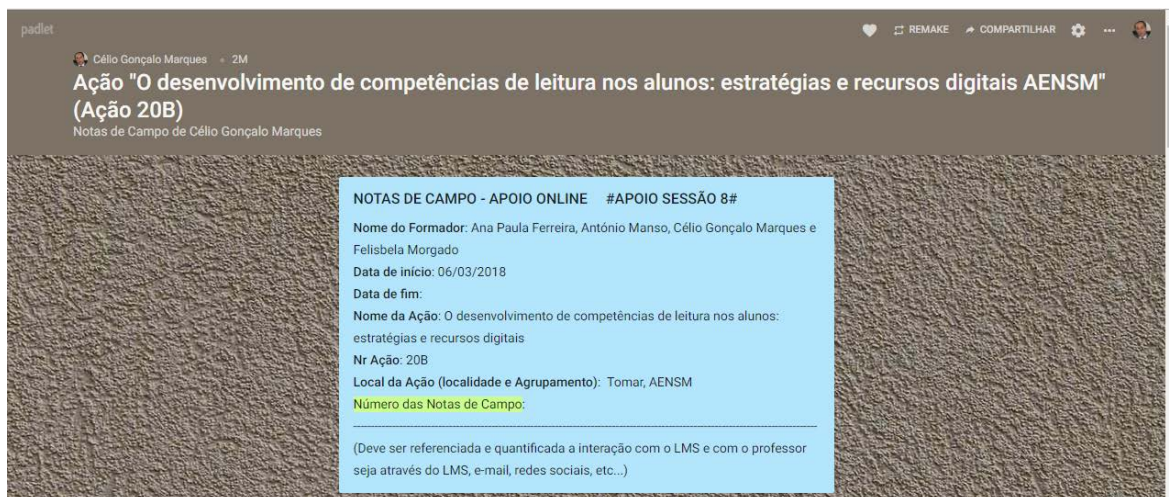 padlet
REMAKE COMPARTILHAR
Célio Gonçalo Marques • 2M
Ação "O desenvolvimento de competências de leitura nos alunos: estratégias e recursos digitais AENSM"
(Ação 20B)
Notas de Campo de Célio Gonçalo Marques
NOTAS DE CAMPO - APOIO ONLINE #APOIO SESSÃO 8#
Nome do Formador: Ana Paula Ferreira, António Manso, Célio Gonçalo Marques e
Felisbela Morgado
Data de início: 06/03/2018
Data de fim:
Nome da Ação: O desenvolvimento de competências de leitura nos alunos:
estratégias e recursos digitais
Nr Ação: 20B
Local da Ação (localidade e Agrupamento): Tomar, AENSM
Número das Notas de Campo:
(Deve ser referenciada e quantificada a interação com o LMS e com o professor
seja através do LMS, e-mail, redes sociais, etc...)